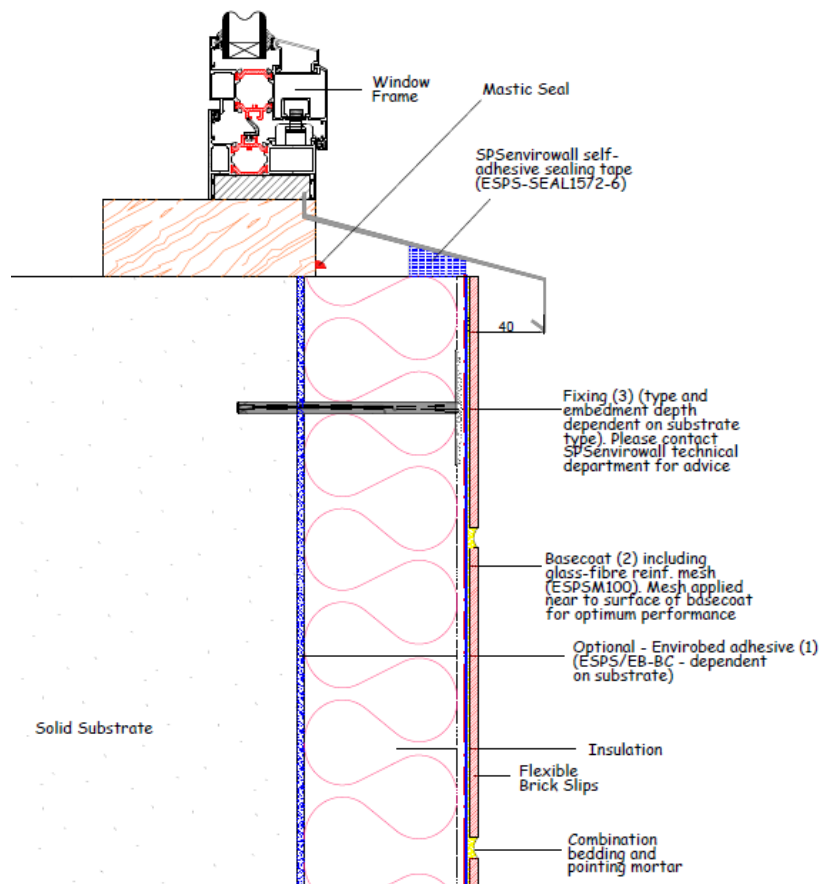 Window
Frame
Mastic Seal
SPSenvirowall self-
adhesive sealing tape
(ESPS-SEAL1572-6)
40
Fixing (3) (type and
embedment depth
dependent on substrate
type). Please contact
SPSenvirowall technical
department for advice
Basecoat (2) including
glass-fibre reinf. mesh
(ESPSM100). Mesh applied
near to surface of basecoat
for optimum performance
Optional - Envirobed adhesive (1)
(ESPS/EB-BC - dependent
on substrate)
Solid Substrate
Insulation
Flexible
Brick Slips
Combination
bedding and
pointing mortar